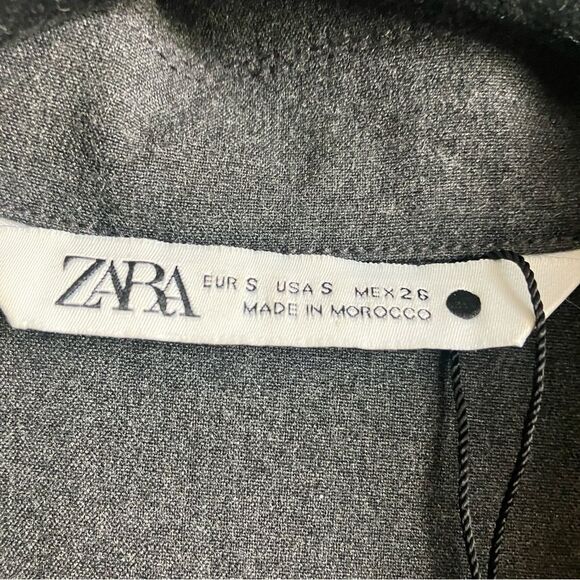 ZARA
EUR S USA S MEX 26
MADE IN MOROCCO